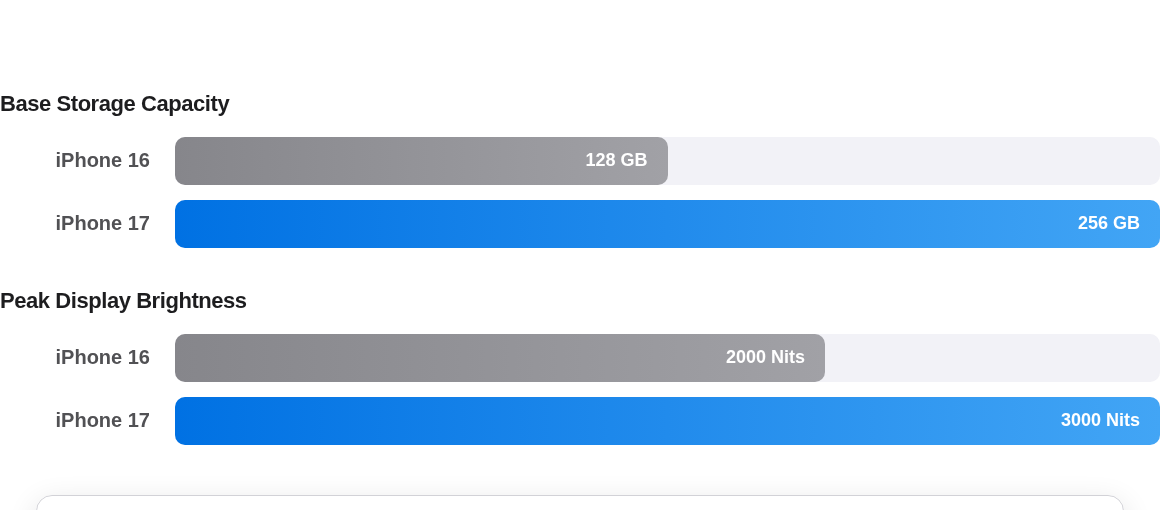 Base Storage Capacity
iPhone 16
128 GB
iPhone 17
256 GB
Peak Display Brightness
iPhone 16
2000 Nits
iPhone 17
3000 Nits